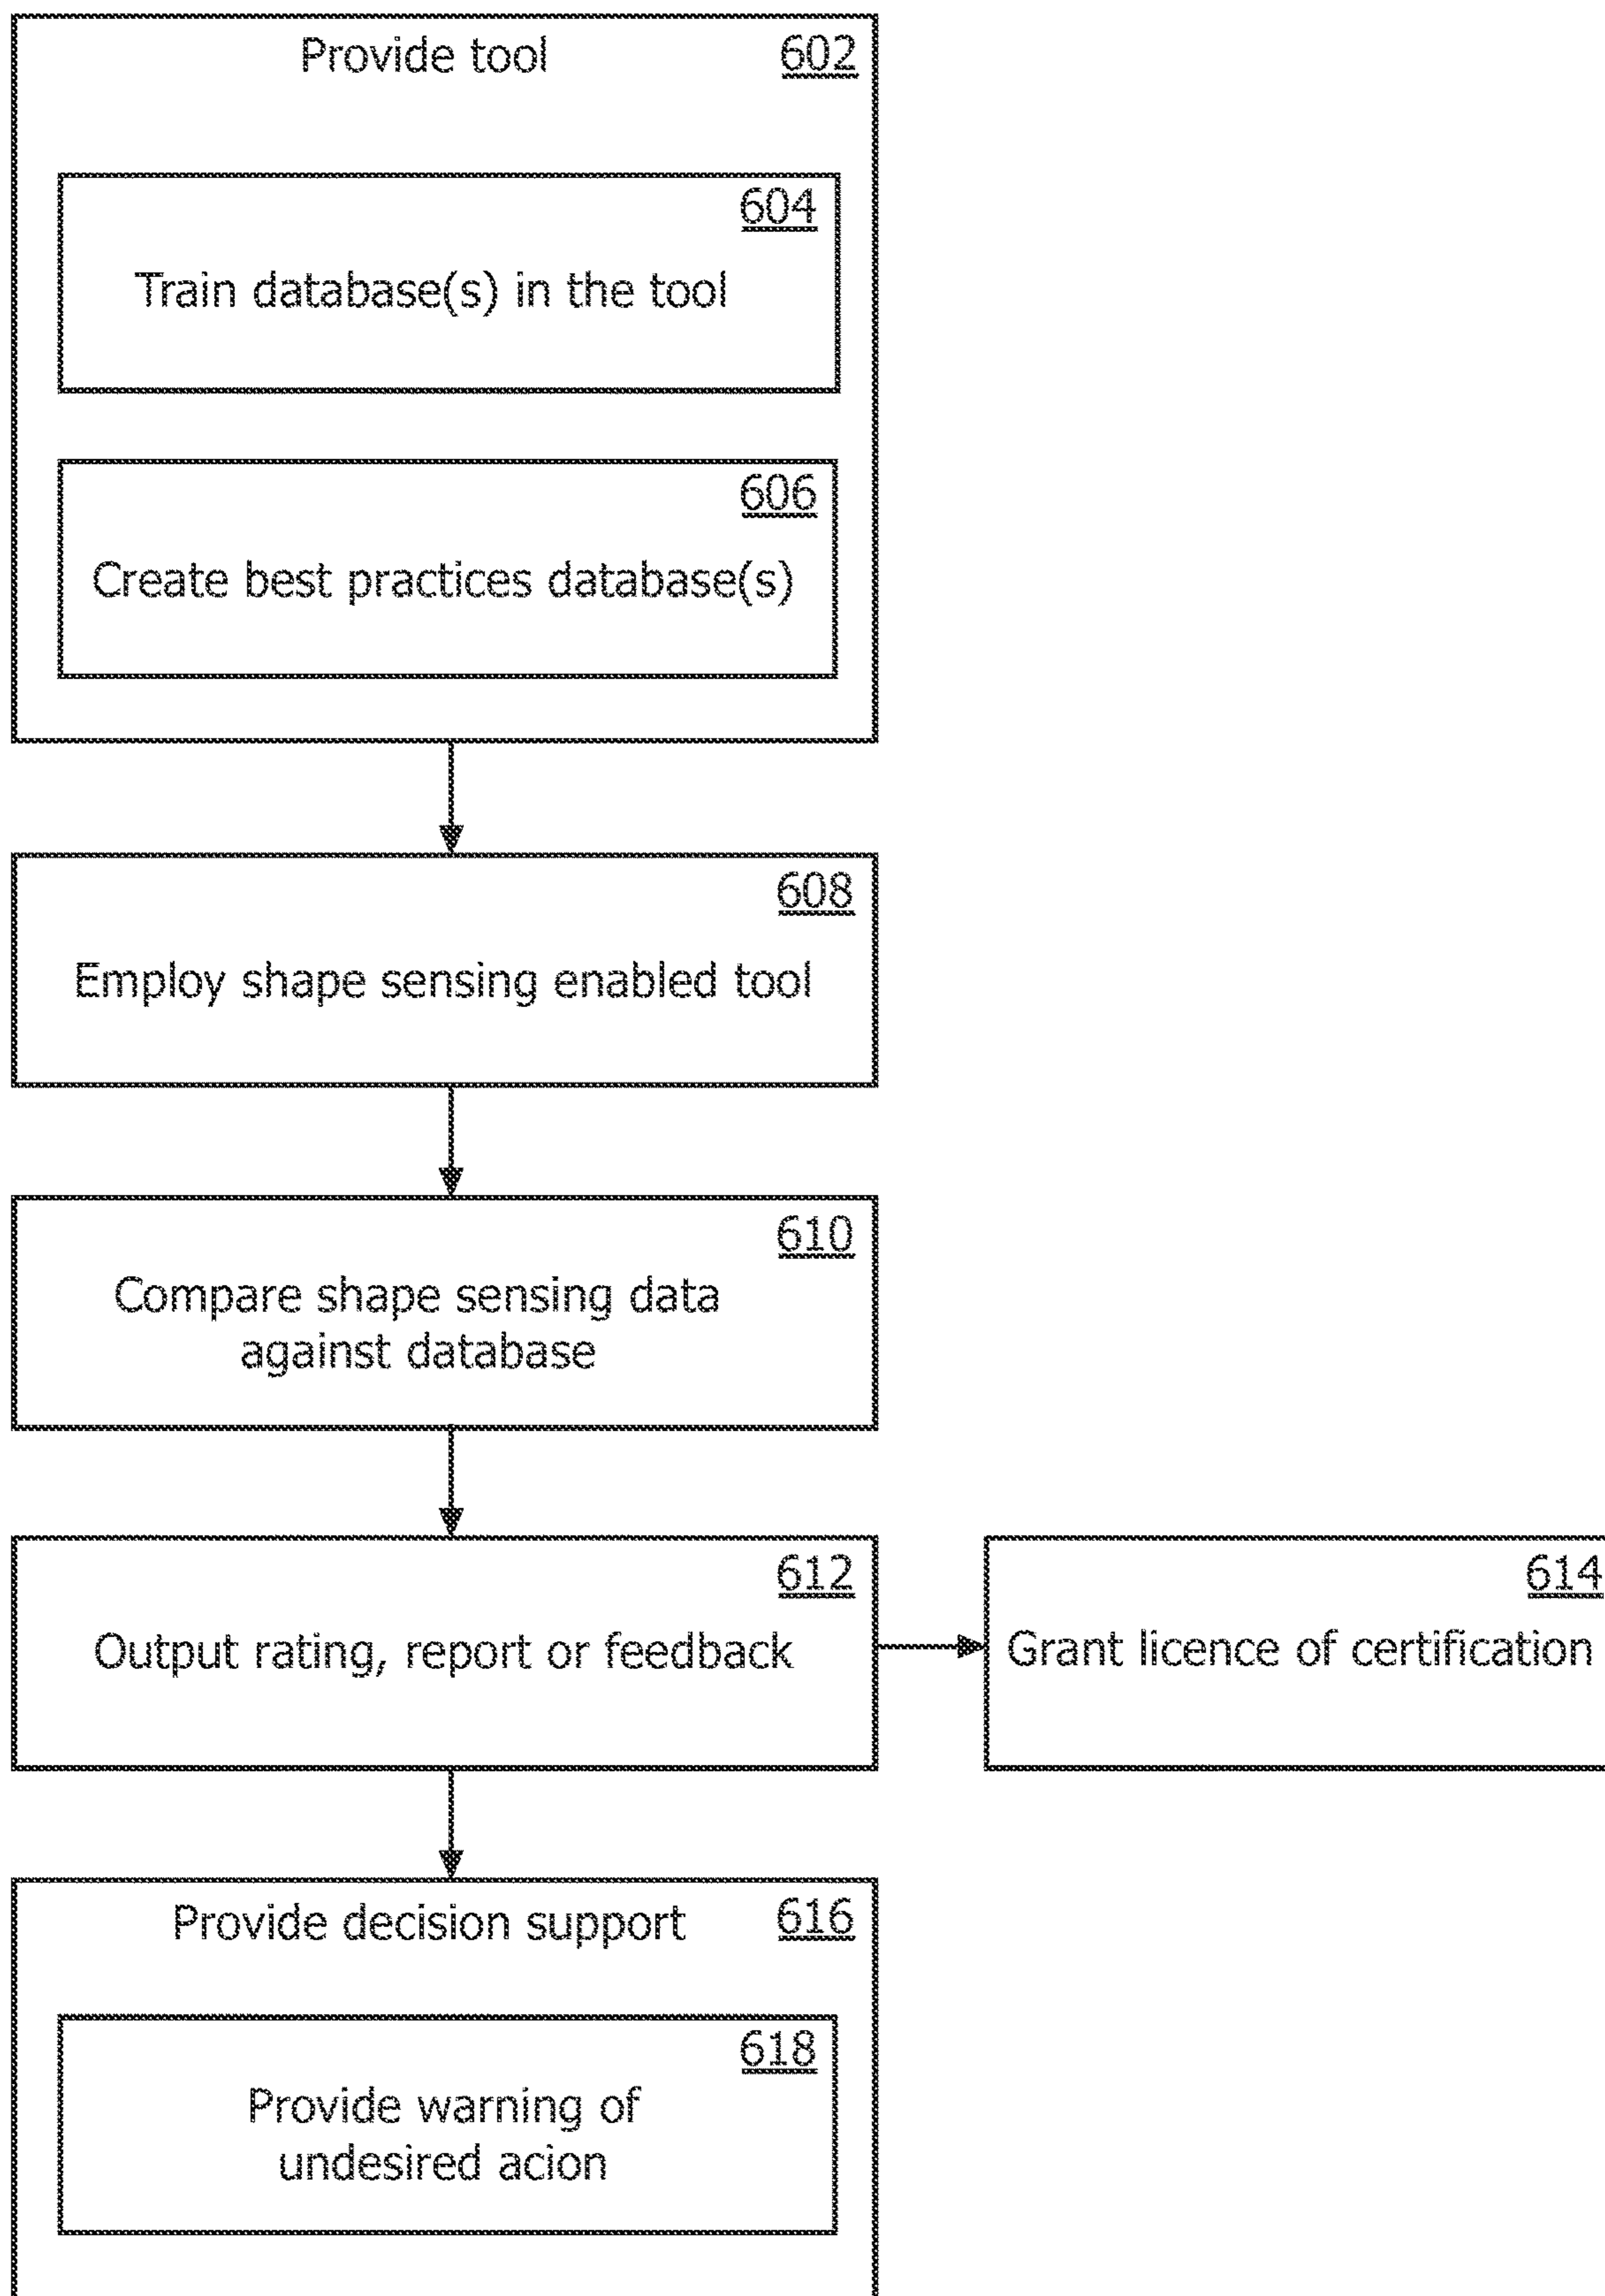 Provide tool 602
604
Train database(s) in the tool
606
Create best practices database(s)
608
Employ shape sensing enabled tool
610
Compare shape sensing data
against database
612
Output rating, report or feedback
614
Grant licence of certification
Provide decision support 616
618
Provide warning of
undesired acion